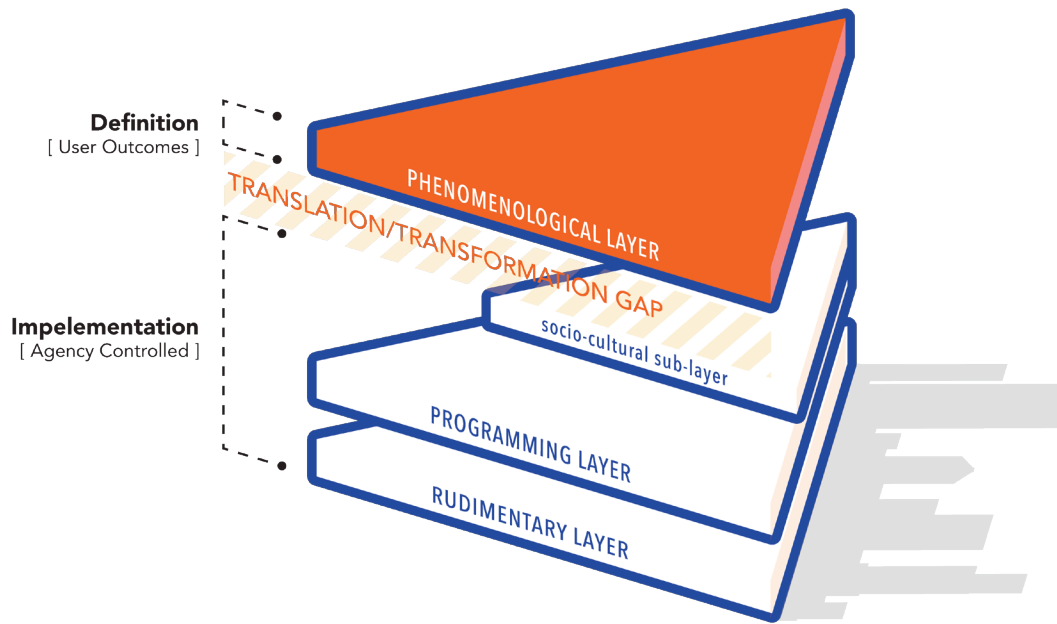 Definition
[ User Outcomes ]
PHENOMENOLOGICAL LAYER
TRANSLATION/TRANSFORMATION GAP
socio-cultural sub-layer
Impelementation
[ Agency Controlled ]
PROGRAMMING LAYER
RUDIMENTARY LAYER